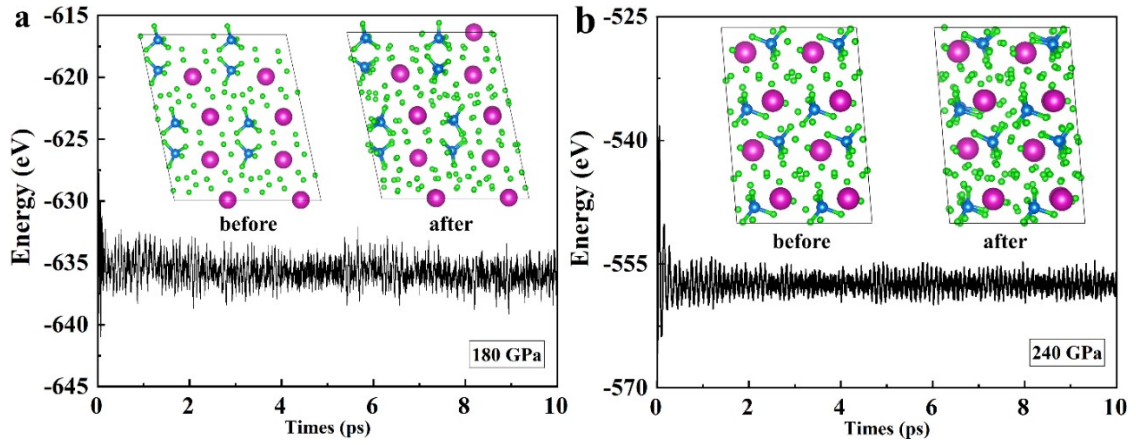 a
-615
-620
-625
-630
-635
-640
-645
Energy (eV)
before
after
180 GPa
0
2
4
6
8
10
Times (ps)
b
-525
-540
-555
-570
Energy (eV)
before
after
240 GPa
0
2
4
6
8
10
Times (ps)